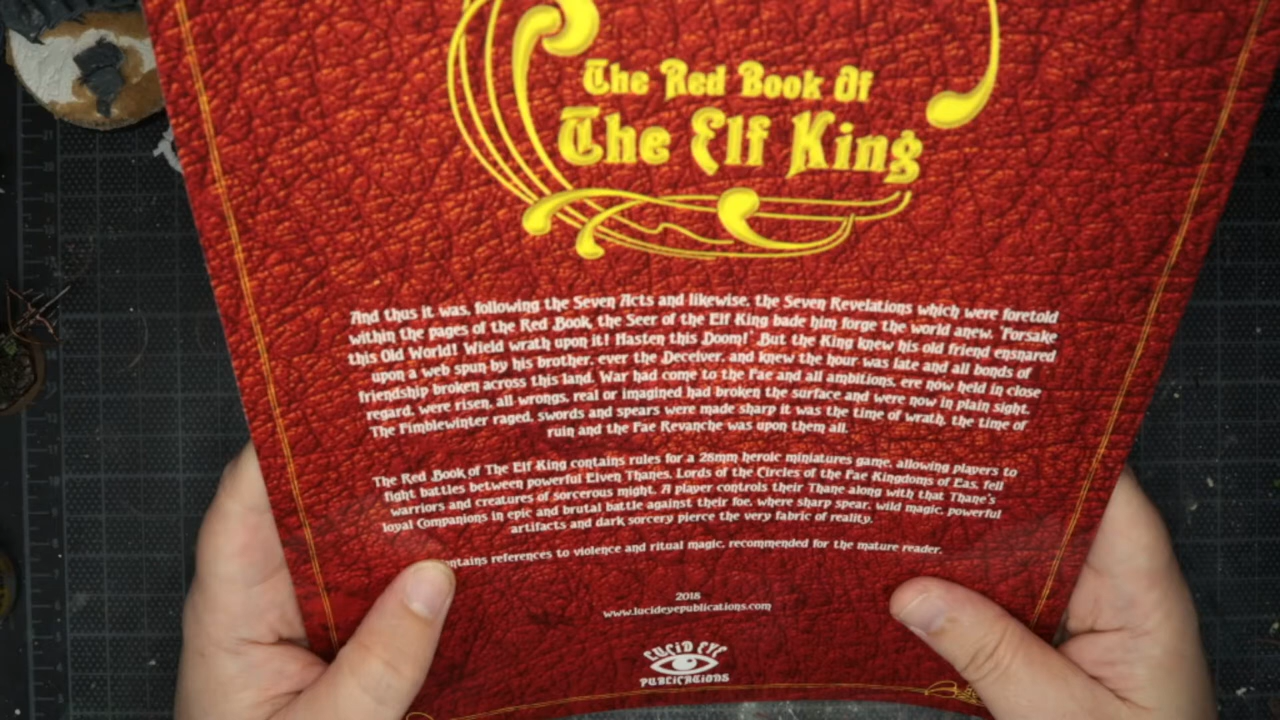 The Red Book Of
The Elf King
And thus it was, following the Seven Acts and likewise, the Seven Revelations which were foretold
within the pages of the Red Book, the Seer of the Elf King bade him forge the world anew. 'Forsake
this Old World! Wield wrath upon it! Hasten this Doom!' But the King knew his old friend ensnared
upon a web spun by his brother, ever the Deceiver, and knew the hour was late and all bonds of
friendship broken across this land. War had come to the Fae and all ambitions, ere now held in close
regard, were risen, all wrongs, real or imagined had broken the surface and were now in plain sight.
The Fimblewinter raged, swords and spears were made sharp it was the time of wrath, the time of
ruin and the Fae Revanche was upon them all.
The Red Book of The Elf King contains rules for a 28mm heroic miniatures game, allowing players to
fight battles between powerful Elven Thanes, Lords of the Circles of the Fae Kingdoms of Eas, fell
warriors and creatures of sorcerous might. A player controls their Thane along with that Thane's
loyal Companions in epic and brutal battle against their foe, where sharp spear, wild magic, powerful
artifacts and dark sorcery pierce the very fabric of reality.
ntains references to violence and ritual magic, recommended for the mature reader.
2018
www.lucideyepublications.com
LUCID EYE
PUBLICATIONS